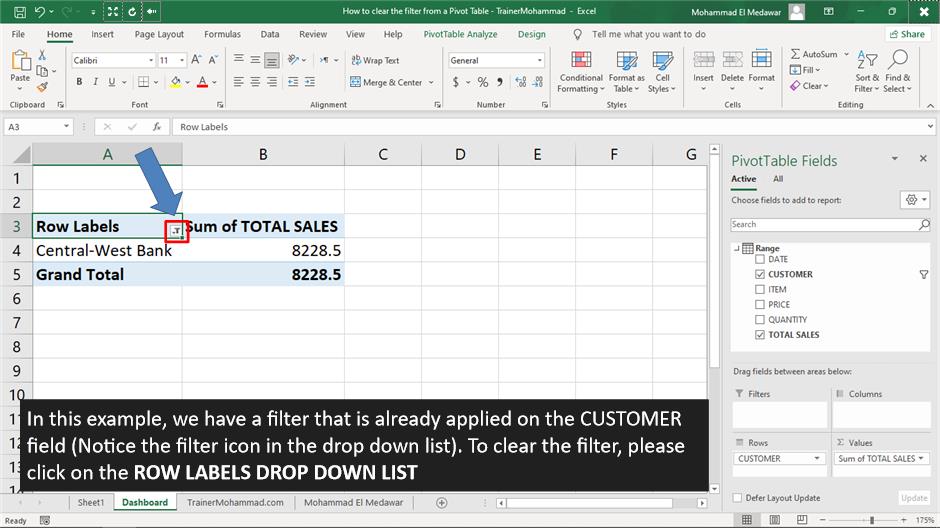 How to clear the filter from a Pivot Table - TrainerMohammad - Excel
Mohammad El Medawar
File Home Insert Page Layout Formulas Data Review View Help PivotTable Analyze Design Tell me what you want to do Share
Paste
Clipboard
Calibri 11 A A
B I U A
Font
Wrap Text
Merge & Center
Alignment
General
$ % ,
Number
Conditional Formatting
Format as Table
Cell Styles
Styles
Insert Delete Format
Cells
AutoSum
Fill
Clear
Sort & Filter
Find & Select
Editing
A3 fx Row Labels
A B C D E F G
1
2
3 Row Labels Sum of TOTAL SALES
4 Central-West Bank 8228.5
5 Grand Total 8228.5
6
7
8
9
10
In this example, we have a filter that is already applied on the CUSTOMER
field (Notice the filter icon in the drop down list). To clear the filter, please
click on the ROW LABELS DROP DOWN LIST
PivotTable Fields
Active All
Choose fields to add to report:
Search
Range
DATE
CUSTOMER
ITEM
PRICE
QUANTITY
TOTAL SALES
Drag fields between areas below:
Filters Columns
Rows Σ Values
CUSTOMER Sum of TOTAL SALES
Defer Layout Update Update
Sheet1 Dashboard TrainerMohammad.com Mohammad El Medawar
Ready 175%